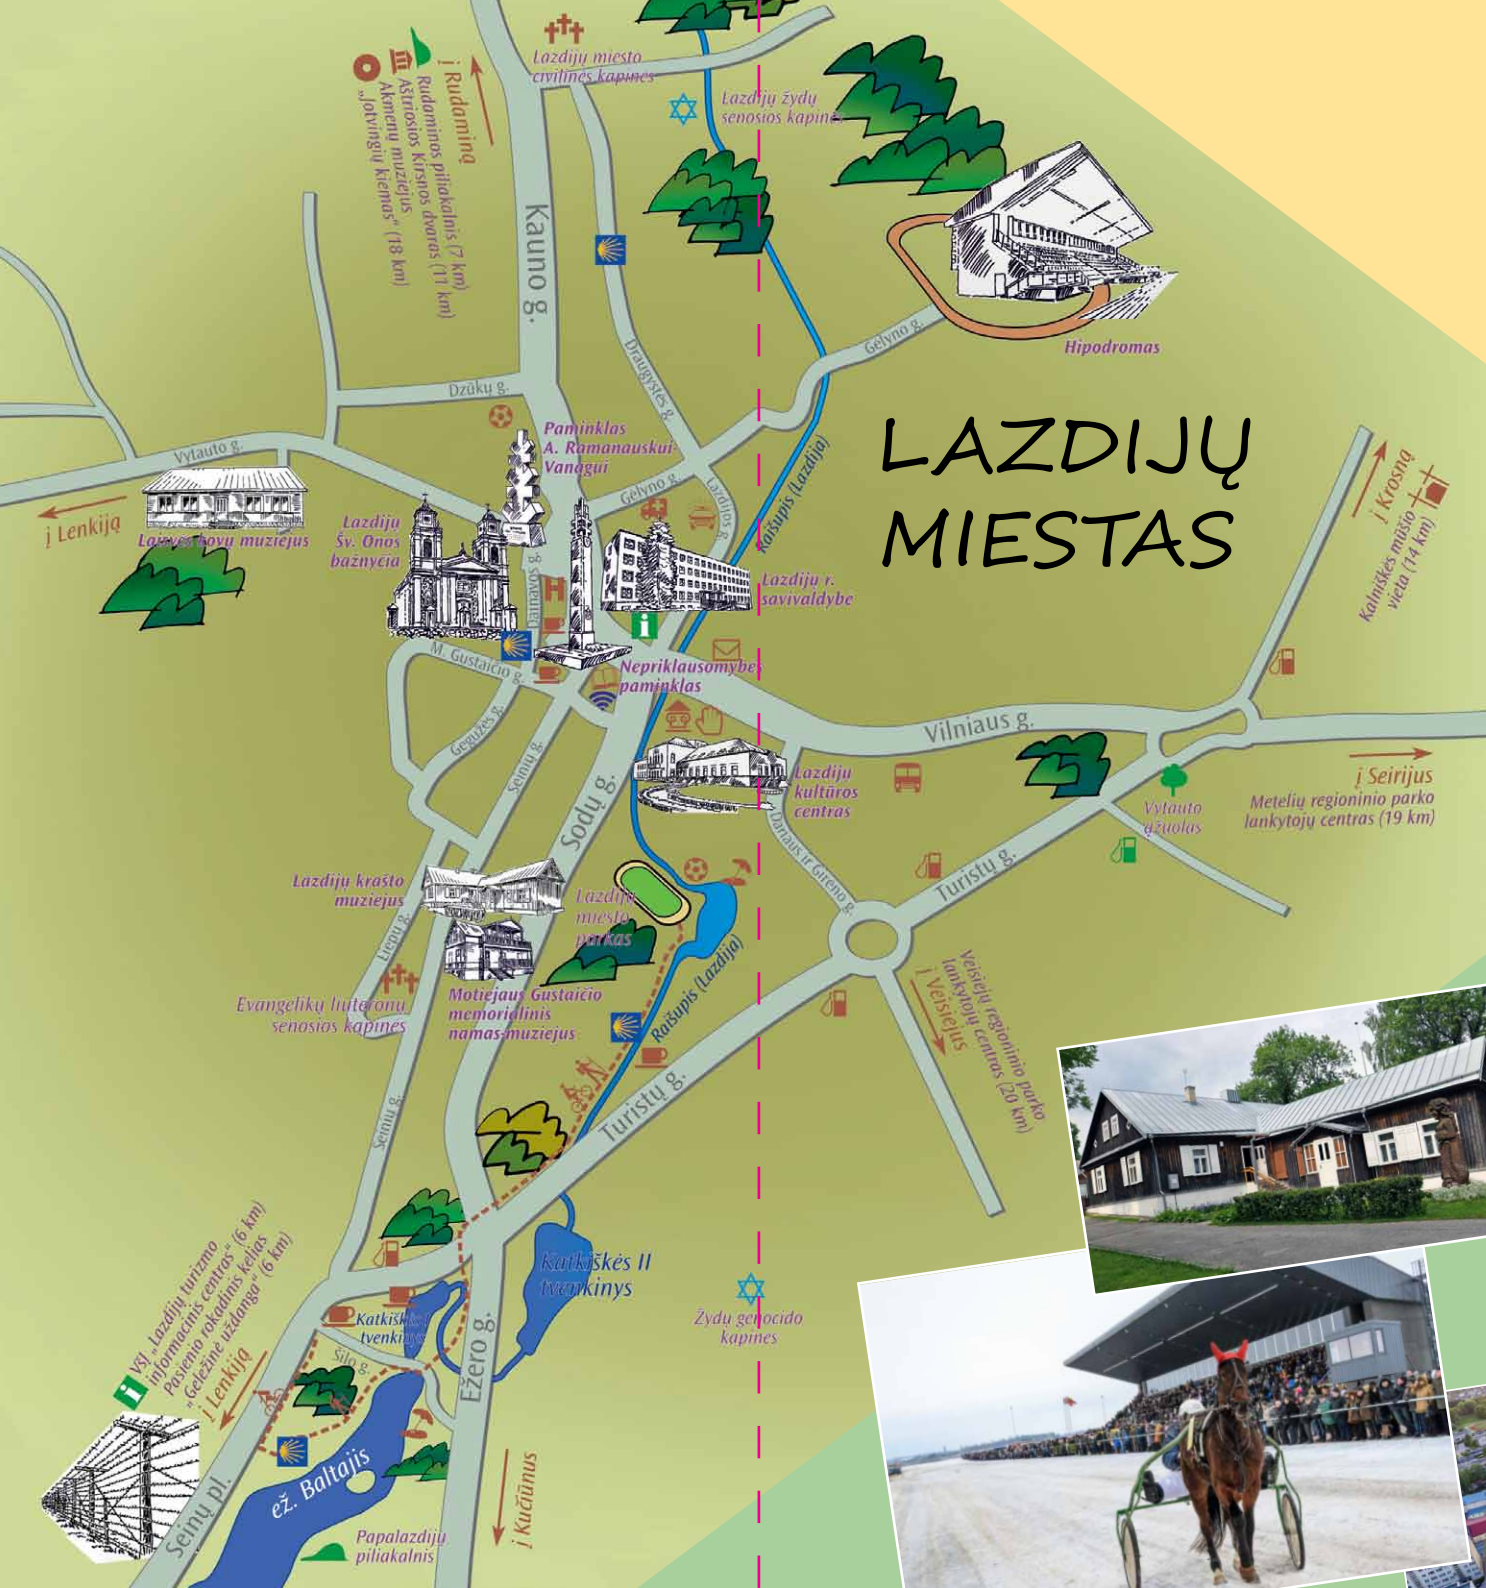 Lazdijų miesto
civilinės kapinės
Lazdijų žydų
senosios kapinės
į Rudaminą
Rudaminos piliakalnis (7 km)
Aštriosios Kirsnos dvaras (11 km)
Akmenų muziejus
„Jotvingių kiemas“ (18 km)
Kauno g.
Draugystės g.
Gėlyno g.
Hipodromas
Dzūkų g.
Vytauto g.
į Lenkiją
Laisvės kovų muziejus
Paminklas
A. Ramanauskui-
Vanagui
Gėlyno g.
Lazdijos g.
Raišupis (Lazdija)
LAZDIJŲ
MIESTAS
į Krosną
Kalniškės mūšio
vieta (14 km)
Lazdijų
Šv. Onos
bažnyčia
Dainavos g.
H
Lazdijų r.
savivaldybė
i
M. Gustaičio g.
Nepriklausomybės
paminklas
Gegužės g.
Seinių g.
Sodų g.
Vilniaus g.
Lazdijų
kultūros
centras
Dariaus ir Girėno g.
į Seirijus
Metelių regioninio parko
lankytojų centras (19 km)
Vytauto
ąžuolas
Turistų g.
Lazdijų krašto
muziejus
Liepų g.
Lazdijų
miesto
parkas
Evangelikų liuteronų
senosios kapinės
Motiejaus Gustaičio
memorialinis
namas-muziejus
Raišupis (Lazdija)
Veisiejų regioninio parko
lankytojų centras (20 km)
į Veisiejus
Turistų g.
Seinių g.
Katkiškės II
tvenkinys
Žydų genocido
kapinės
Katkiškės I
tvenkinys
i
VšĮ „Lazdijų turizmo
informacinis centras“ (6 km)
Pasienio rokadinis kelias
„Geležinė uždanga“ (6 km)
į Lenkiją
Šilo g.
Ežero g.
Seinų pl.
ež. Baltajis
į Kučiūnus
Papalazdijų
piliakalnis